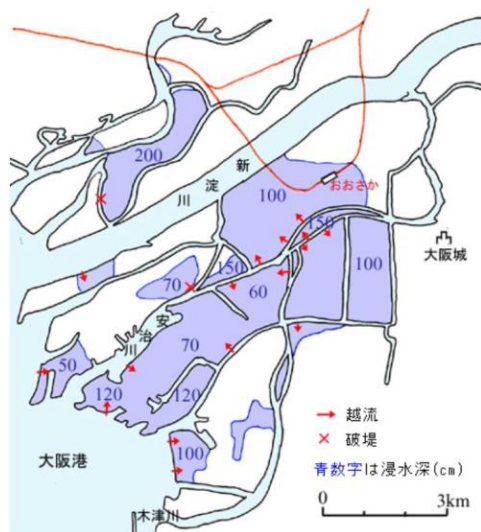 200
新
淀
川
おおさか
100
150
大阪城
150
100
70
60
安
治
川
70
50
120
120
100
大阪港
木津川
→ 越流
× 破堤
青数字は浸水深(cm)
0 3km